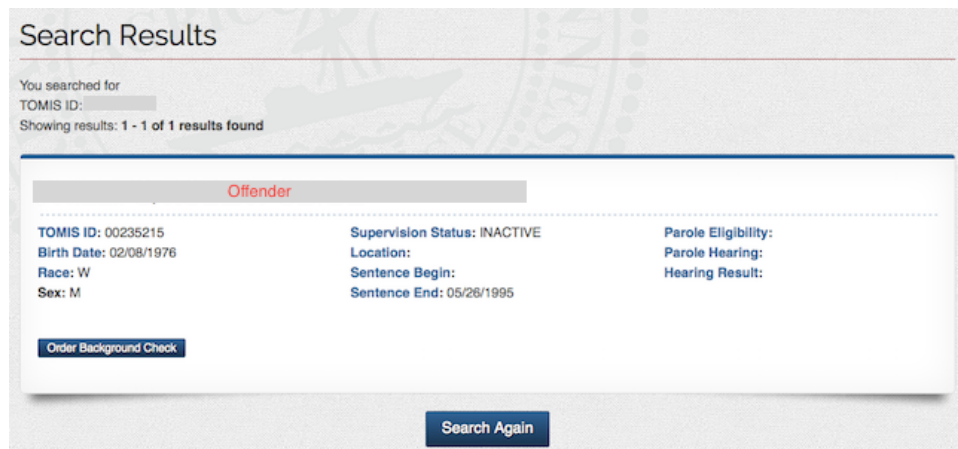 Search Results
You searched for
TOMIS ID:
Showing results: 1 - 1 of 1 results found
Offender
TOMIS ID: 00235215
Birth Date: 02/08/1976
Race: W
Sex: M
Supervision Status: INACTIVE
Location:
Sentence Begin:
Sentence End: 05/26/1995
Parole Eligibility:
Parole Hearing:
Hearing Result:
Order Background Check
Search Again